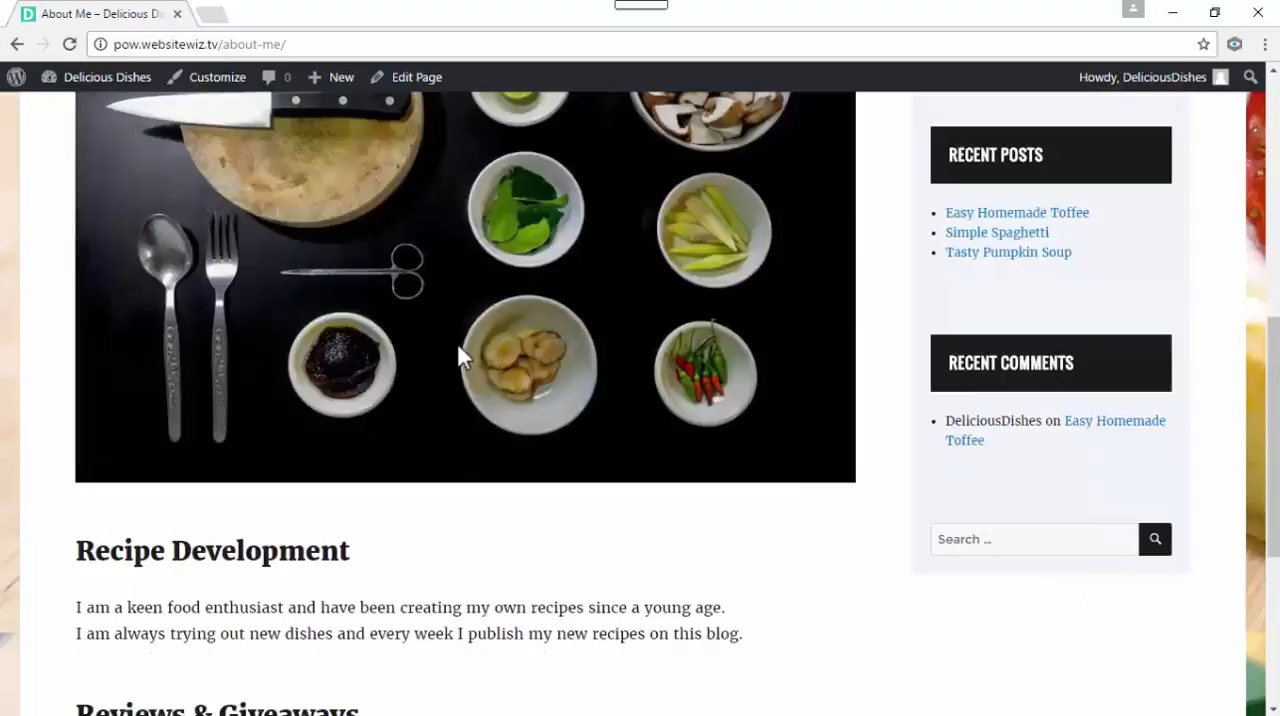 About Me – Delicious Di
pow.websitewiz.tv/about-me/
Delicious Dishes Customize 0 New Edit Page Howdy, DeliciousDishes
RECENT POSTS
Easy Homemade Toffee
Simple Spaghetti
Tasty Pumpkin Soup
RECENT COMMENTS
DeliciousDishes on Easy Homemade
Toffee
Search ...
Recipe Development
I am a keen food enthusiast and have been creating my own recipes since a young age.
I am always trying out new dishes and every week I publish my new recipes on this blog.
Reviews & Giveaways